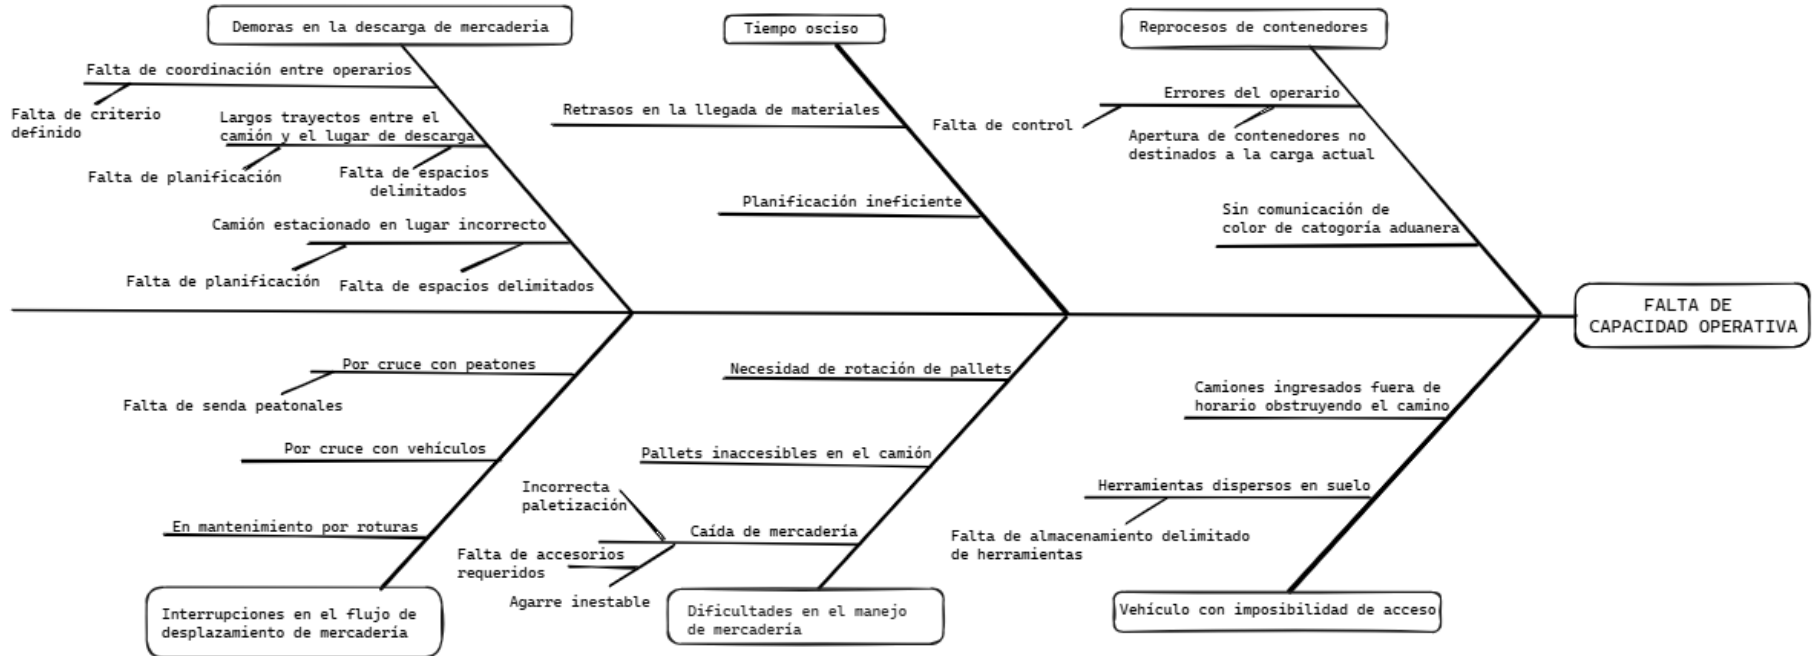 Demoras en la descarga de mercaderia
Falta de coordinación entre operarios
Falta de criterio
definido
Largos trayectos entre el
camión y el lugar de descarga
Falta de planificación
Falta de espacios
delimitados
Camión estacionado en lugar incorrecto
Falta de planificación
Falta de espacios delimitados
Tiempo osciso
Retrasos en la llegada de materiales
Planificación ineficiente
Reprocesos de contenedores
Errores del operario
Falta de control
Apertura de contenedores no
destinados a la carga actual
Sin comunicación de
color de catogoría aduanera
FALTA DE
CAPACIDAD OPERATIVA
Por cruce con peatones
Falta de senda peatonales
Por cruce con vehículos
En mantenimiento por roturas
Interrupciones en el flujo de
desplazamiento de mercadería
Necesidad de rotación de pallets
Pallets inaccesibles en el camión
Incorrecta
paletización
Caída de mercadería
Falta de accesorios
requeridos
Agarre inestable
Dificultades en el manejo
de mercadería
Camiones ingresados fuera de
horario obstruyendo el camino
Herramientas dispersos en suelo
Falta de almacenamiento delimitado
de herramientas
Vehículo con imposibilidad de acceso